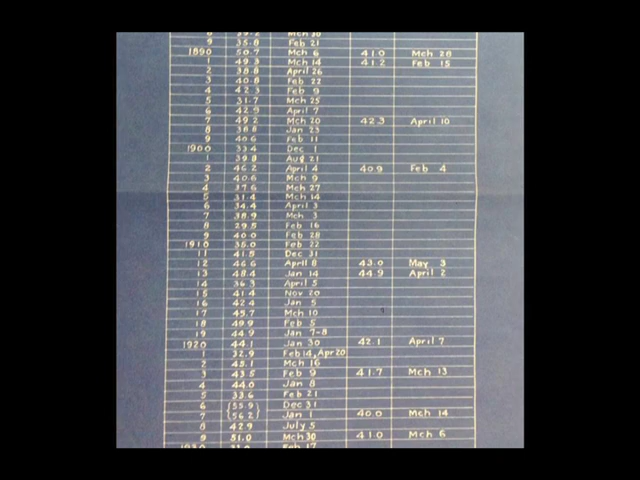 9 35.8 Feb 21
1890 50.7 Mch 6 41.0 Mch 28
1 49.3 Mch 14 41.2 Feb 15
2 38.8 April 26
3 40.8 Feb 22
4 42.3 Feb 9
5 31.7 Mch 25
6 42.9 April 7
7 49.2 Mch 20 42.3 April 10
8 38.8 Jan 23
9 40.6 Feb 11
1900 33.4 Dec 1
1 39.8 Aug 21
2 46.2 April 4 40.9 Feb 4
3 40.6 Mch 9
4 37.6 Mch 27
5 31.4 Mch 14
6 34.4 April 3
7 38.9 Mch 3
8 29.5 Feb 16
9 40.0 Feb 28
1910 35.0 Feb 22
11 41.5 Dec 31
12 46.6 April 8 43.0 May 3
13 48.4 Jan 14 44.9 April 2
14 36.3 April 5
15 41.4 Nov 20
16 42.4 Jan 5
17 45.7 Mch 10
18 49.9 Feb 5
19 44.9 Jan 7-8
1920 44.1 Jan 30 42.1 April 7
1 32.9 Feb 14, Apr 20
2 45.1 Mch 16
3 43.5 Feb 9 41.7 Mch 13
4 44.0 Jan 8
5 33.6 Feb 21
6 {55.9} Dec 31
7 {56.2} Jan 1 40.0 Mch 14
8 42.9 July 5
9 51.0 Mch 30 41.0 Mch 6
1930 Feb 17